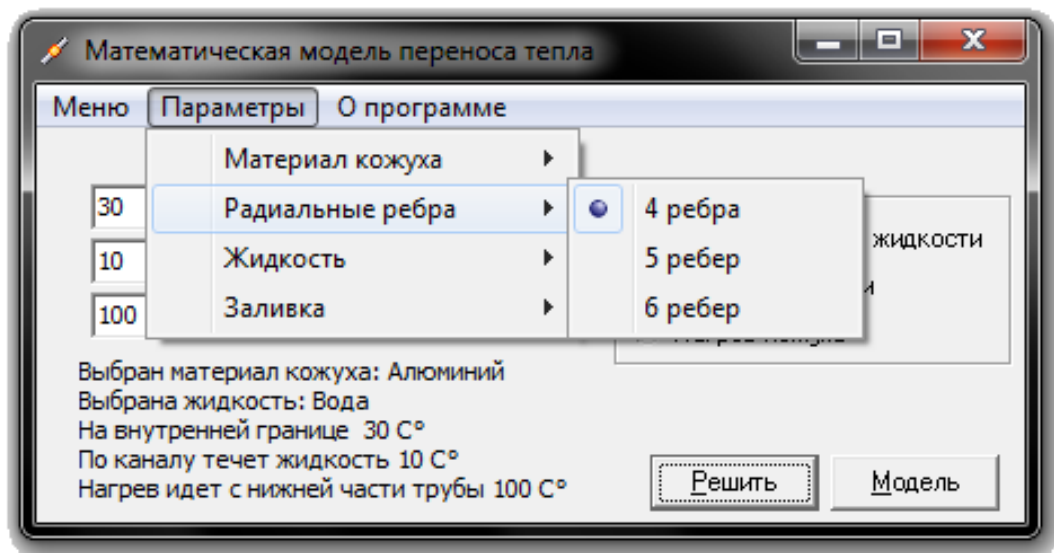 Математическая модель переноса тепла
Меню Параметры О программе
Материал кожуха
30 Радиальные ребра 4 ребра
жидкости
10 Жидкость 5 ребер
100 Заливка 6 ребер
Выбран материал кожуха: Алюминий
Выбрана жидкость: Вода
На внутренней границе 30 C°
По каналу течет жидкость 10 C°
Нагрев идет с нижней части трубы 100 C°
Решить Модель